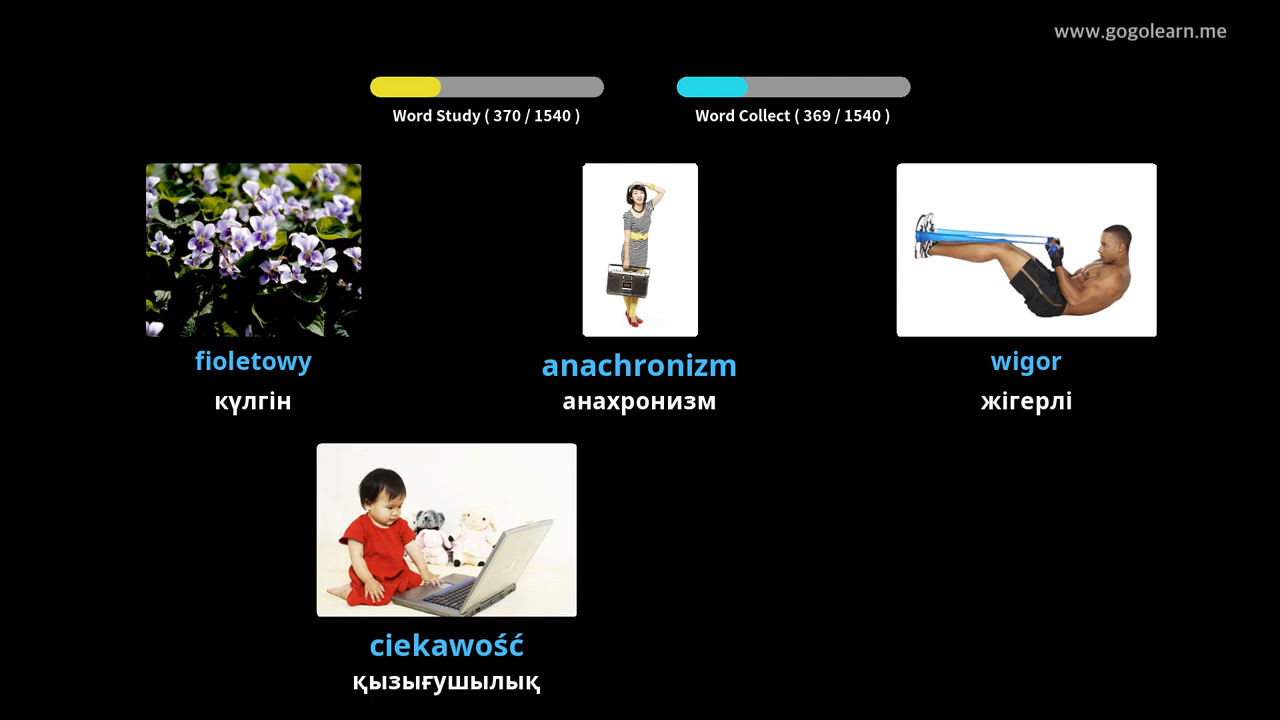 www.gogolearn.me
Word Study ( 370 / 1540 )
Word Collect ( 369 / 1540 )
fioletowy
күлгін
anachronizm
анахронизм
wigor
жігерлі
ciekawość
қызығушылық